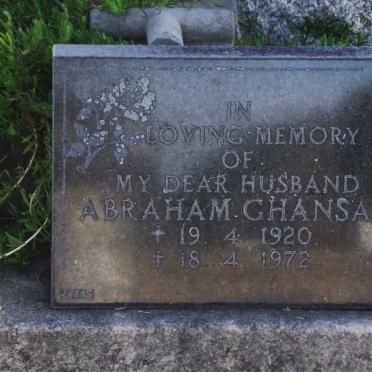 IN
LOVING MEMORY
OF
MY DEAR HUSBAND
ABRAHAM GHANSA
* 19. 4. 1920
† 18. 4. 1972